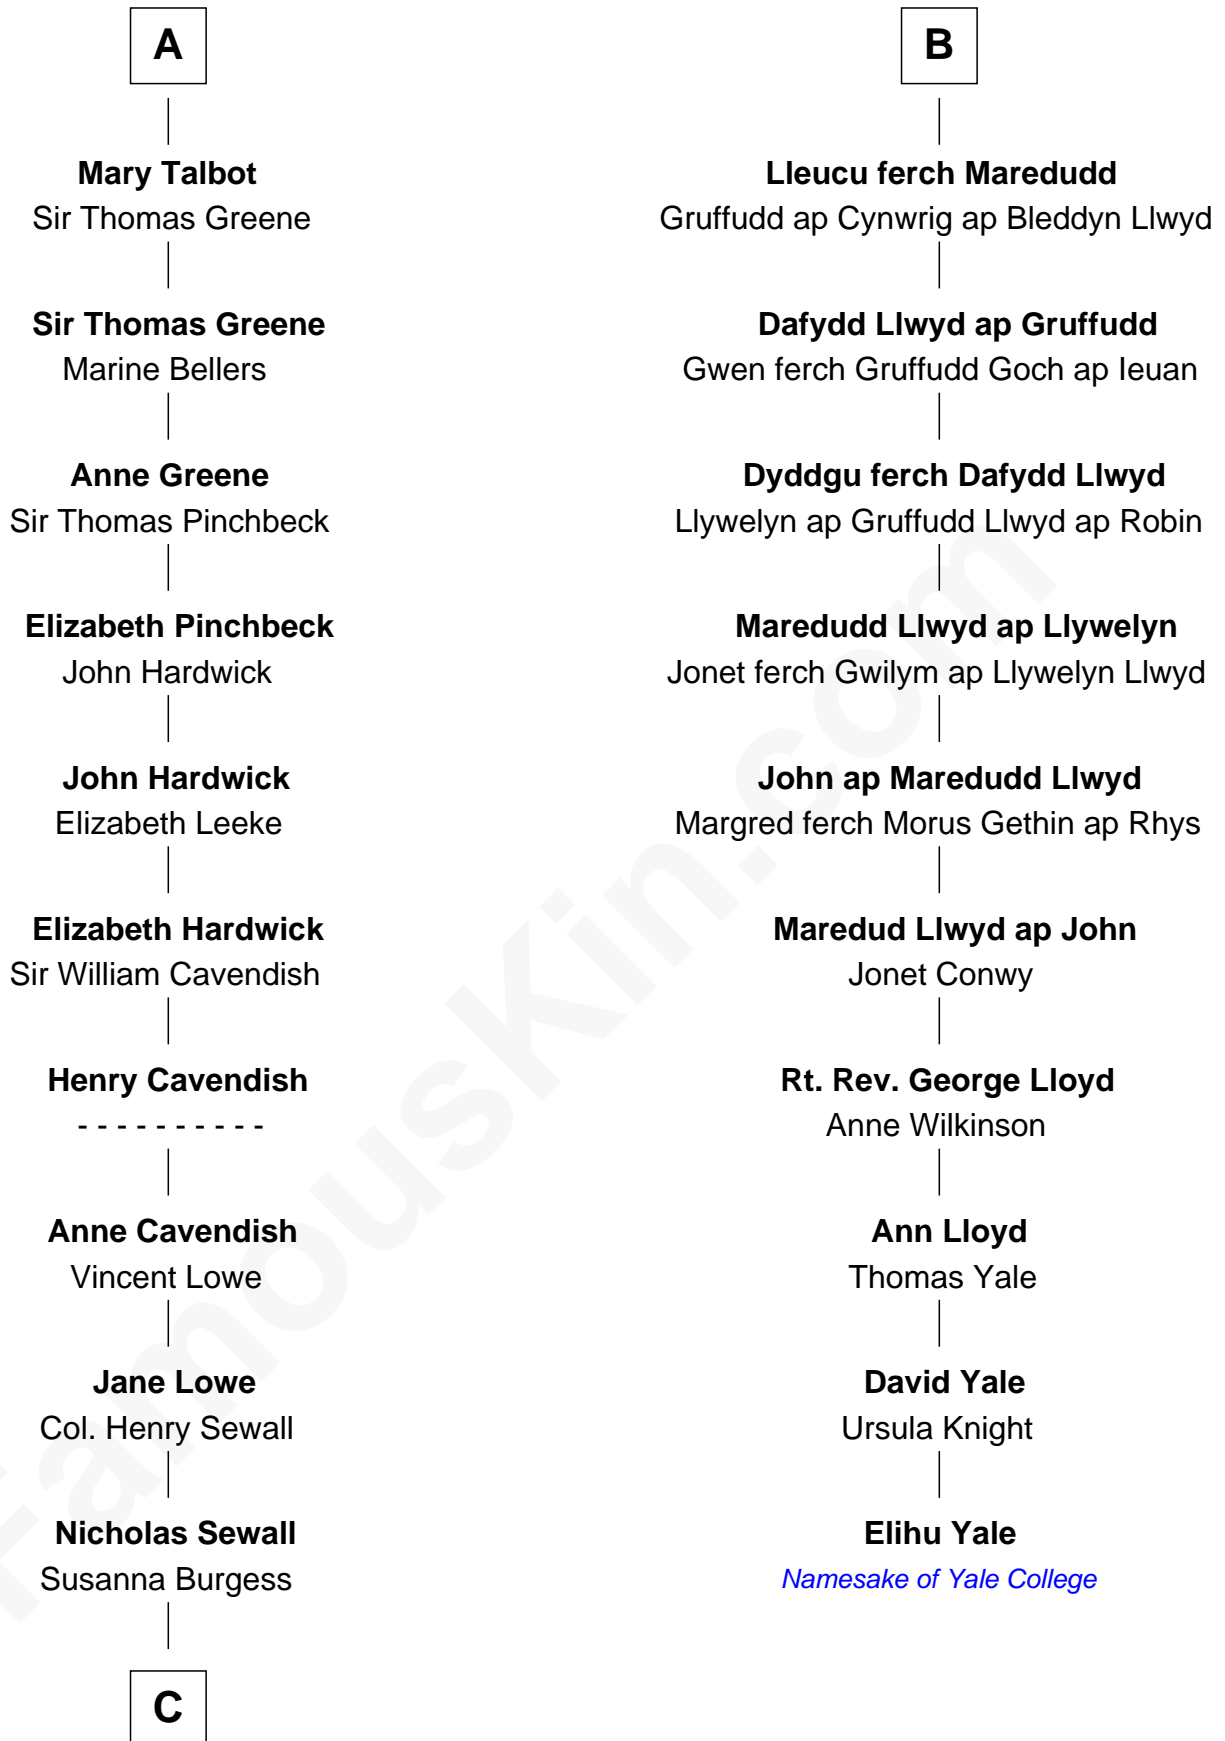 A
Mary Talbot
Sir Thomas Greene
Sir Thomas Greene
Marine Bellers
Anne Greene
Sir Thomas Pinchbeck
Elizabeth Pinchbeck
John Hardwick
John Hardwick
Elizabeth Leeke
Elizabeth Hardwick
Sir William Cavendish
Henry Cavendish
- - - - - - - - - -
Anne Cavendish
Vincent Lowe
Jane Lowe
Col. Henry Sewall
Nicholas Sewall
Susanna Burgess
C
B
Lleucu ferch Maredudd
Gruffudd ap Cynwrig ap Bleddyn Llwyd
Dafydd Llwyd ap Gruffudd
Gwen ferch Gruffudd Goch ap Ieuan
Dyddgu ferch Dafydd Llwyd
Llywelyn ap Gruffudd Llwyd ap Robin
Maredudd Llwyd ap Llywelyn
Jonet ferch Gwilym ap Llywelyn Llwyd
John ap Maredudd Llwyd
Margred ferch Morus Gethin ap Rhys
Maredud Llwyd ap John
Jonet Conwy
Rt. Rev. George Lloyd
Anne Wilkinson
Ann Lloyd
Thomas Yale
David Yale
Ursula Knight
Elihu Yale
Namesake of Yale College
FamousKin.com